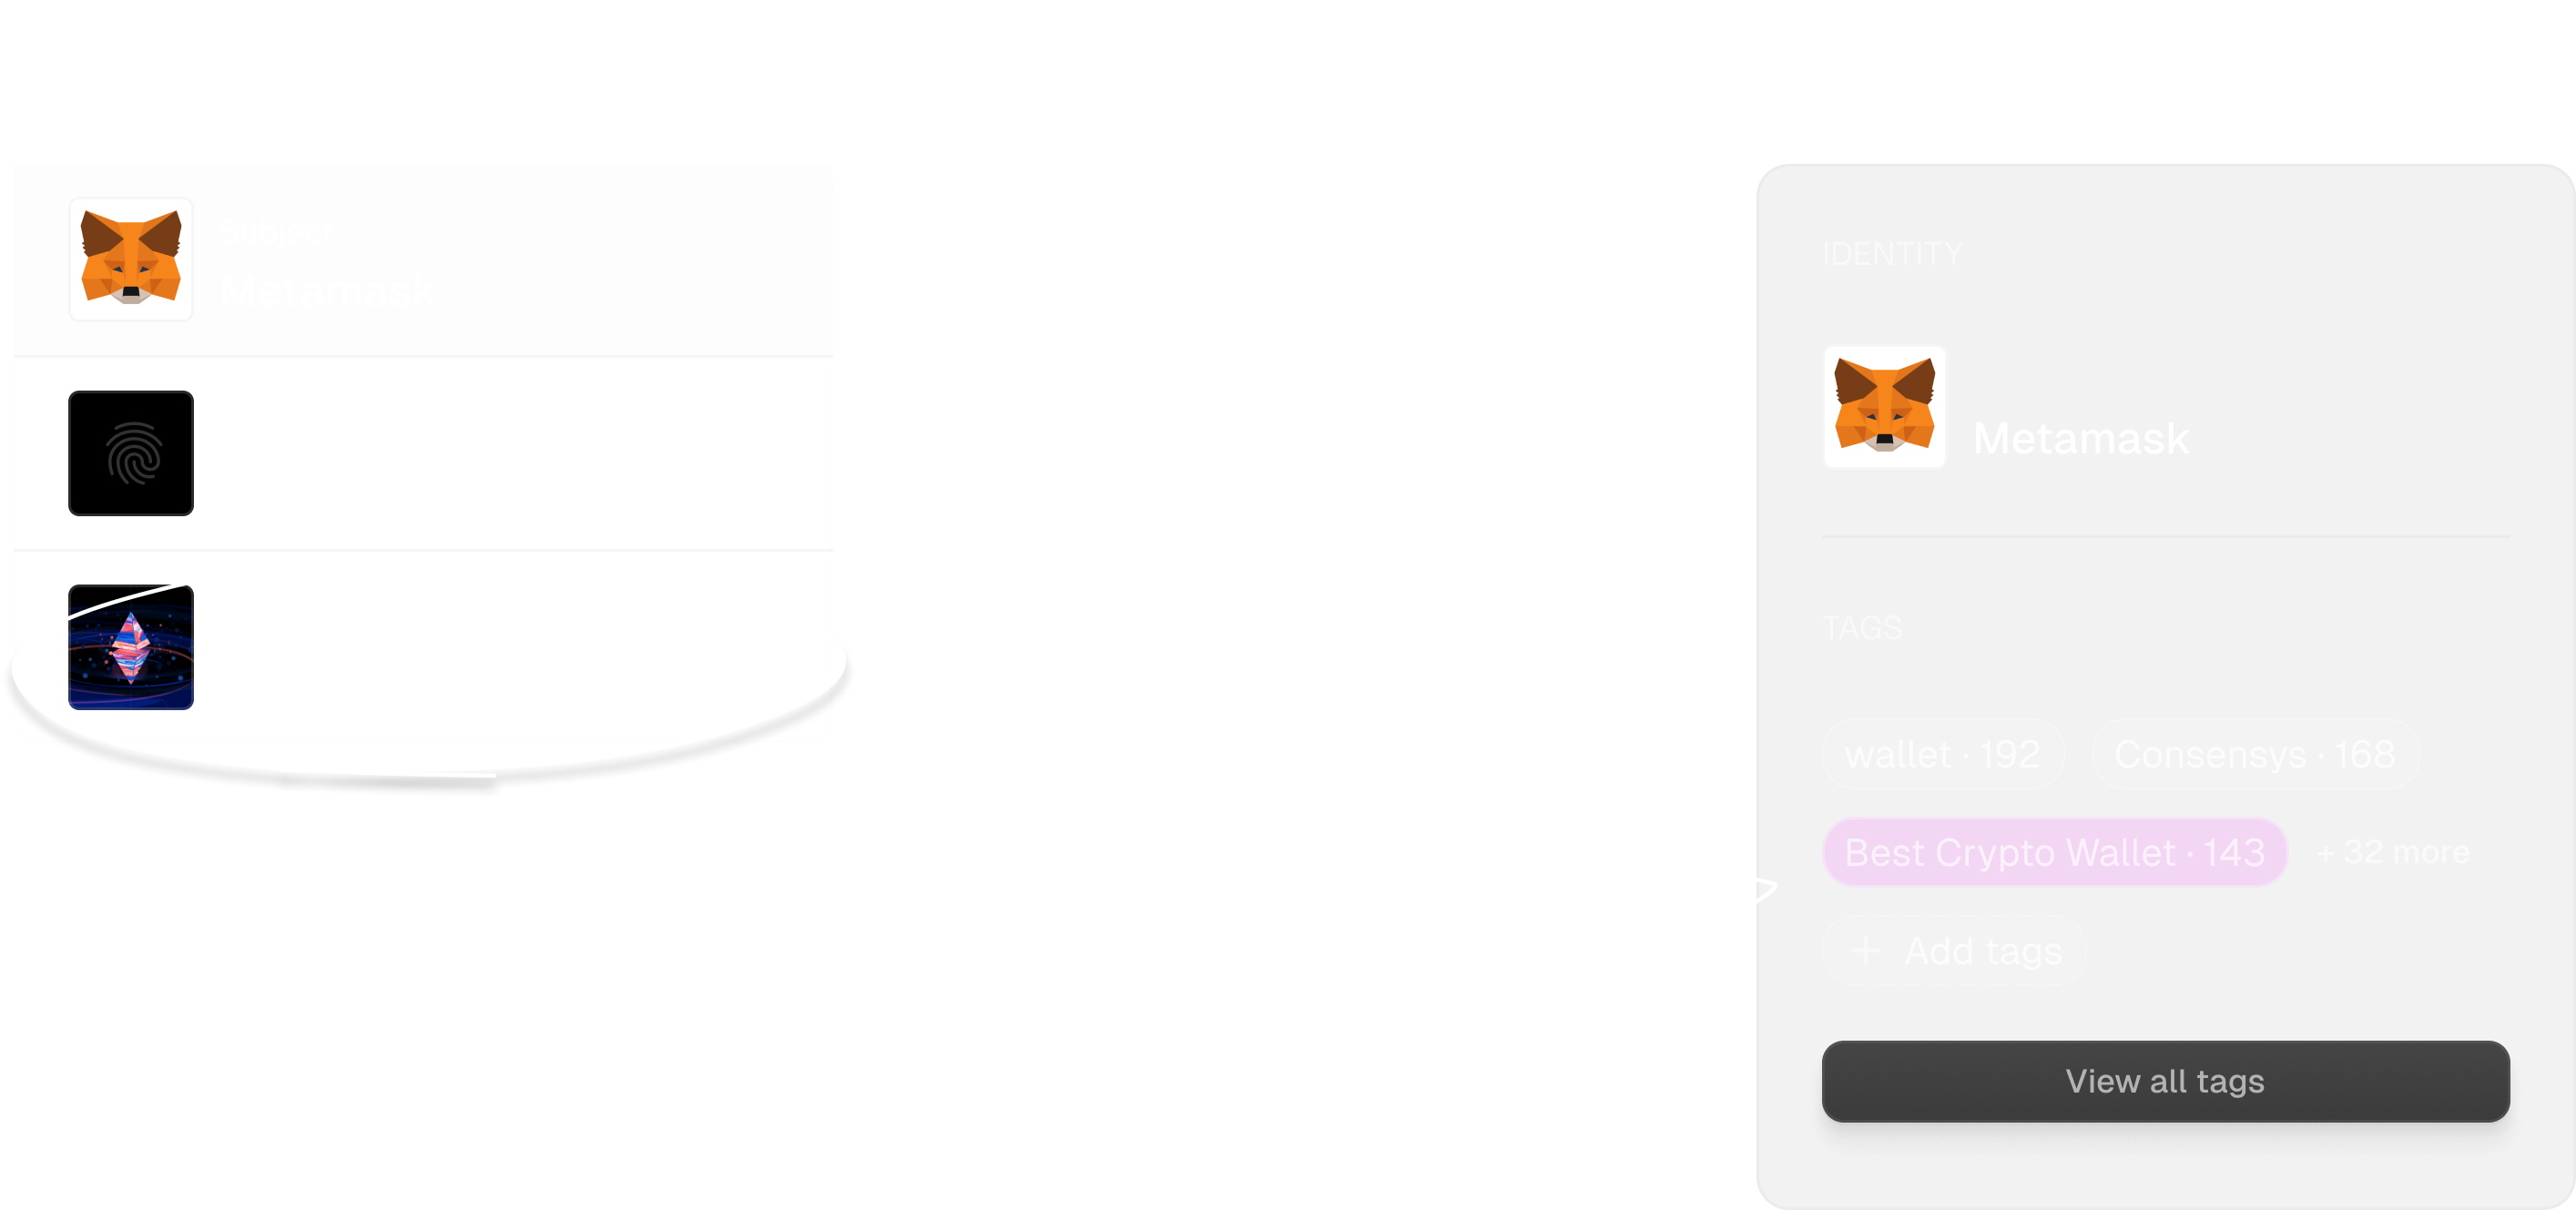 Subject
Metamask
IDENTITY
Metamask
TAGS
wallet · 192
Consensys · 168
Best Crypto Wallet · 143
+ 32 more
+ Add tags
View all tags